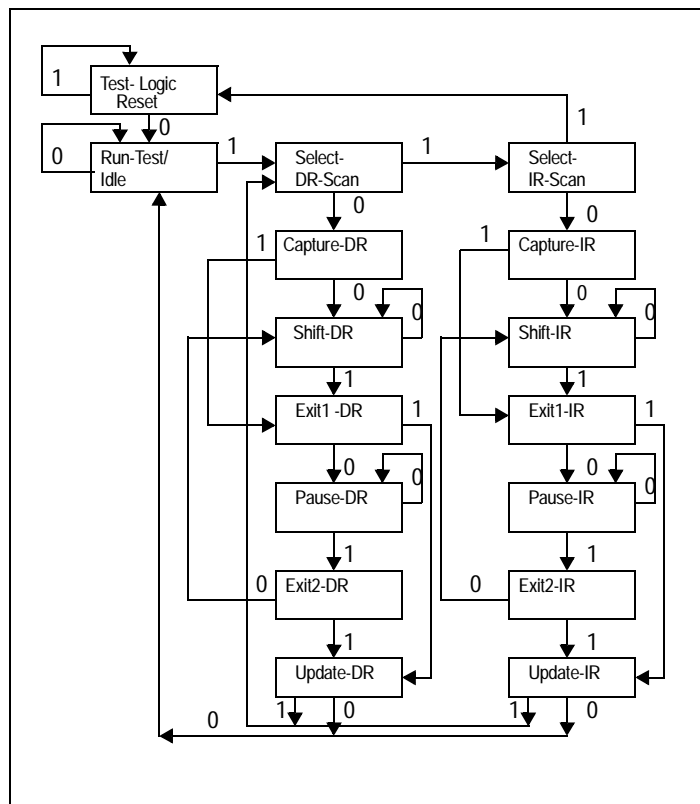 1
Test- Logic
Reset
0
1
0
Run-Test/
Idle
1
Select-
DR-Scan
1
Select-
IR-Scan
0
0
1
Capture-DR
1
Capture-IR
0
0
Shift-DR
0
Shift-IR
0
1
1
Exit1 -DR
1
Exit1-IR
1
0
0
Pause-DR
0
Pause-IR
0
1
1
0
Exit2-DR
0
Exit2-IR
1
1
Update-DR
Update-IR
1
0
1
0
0